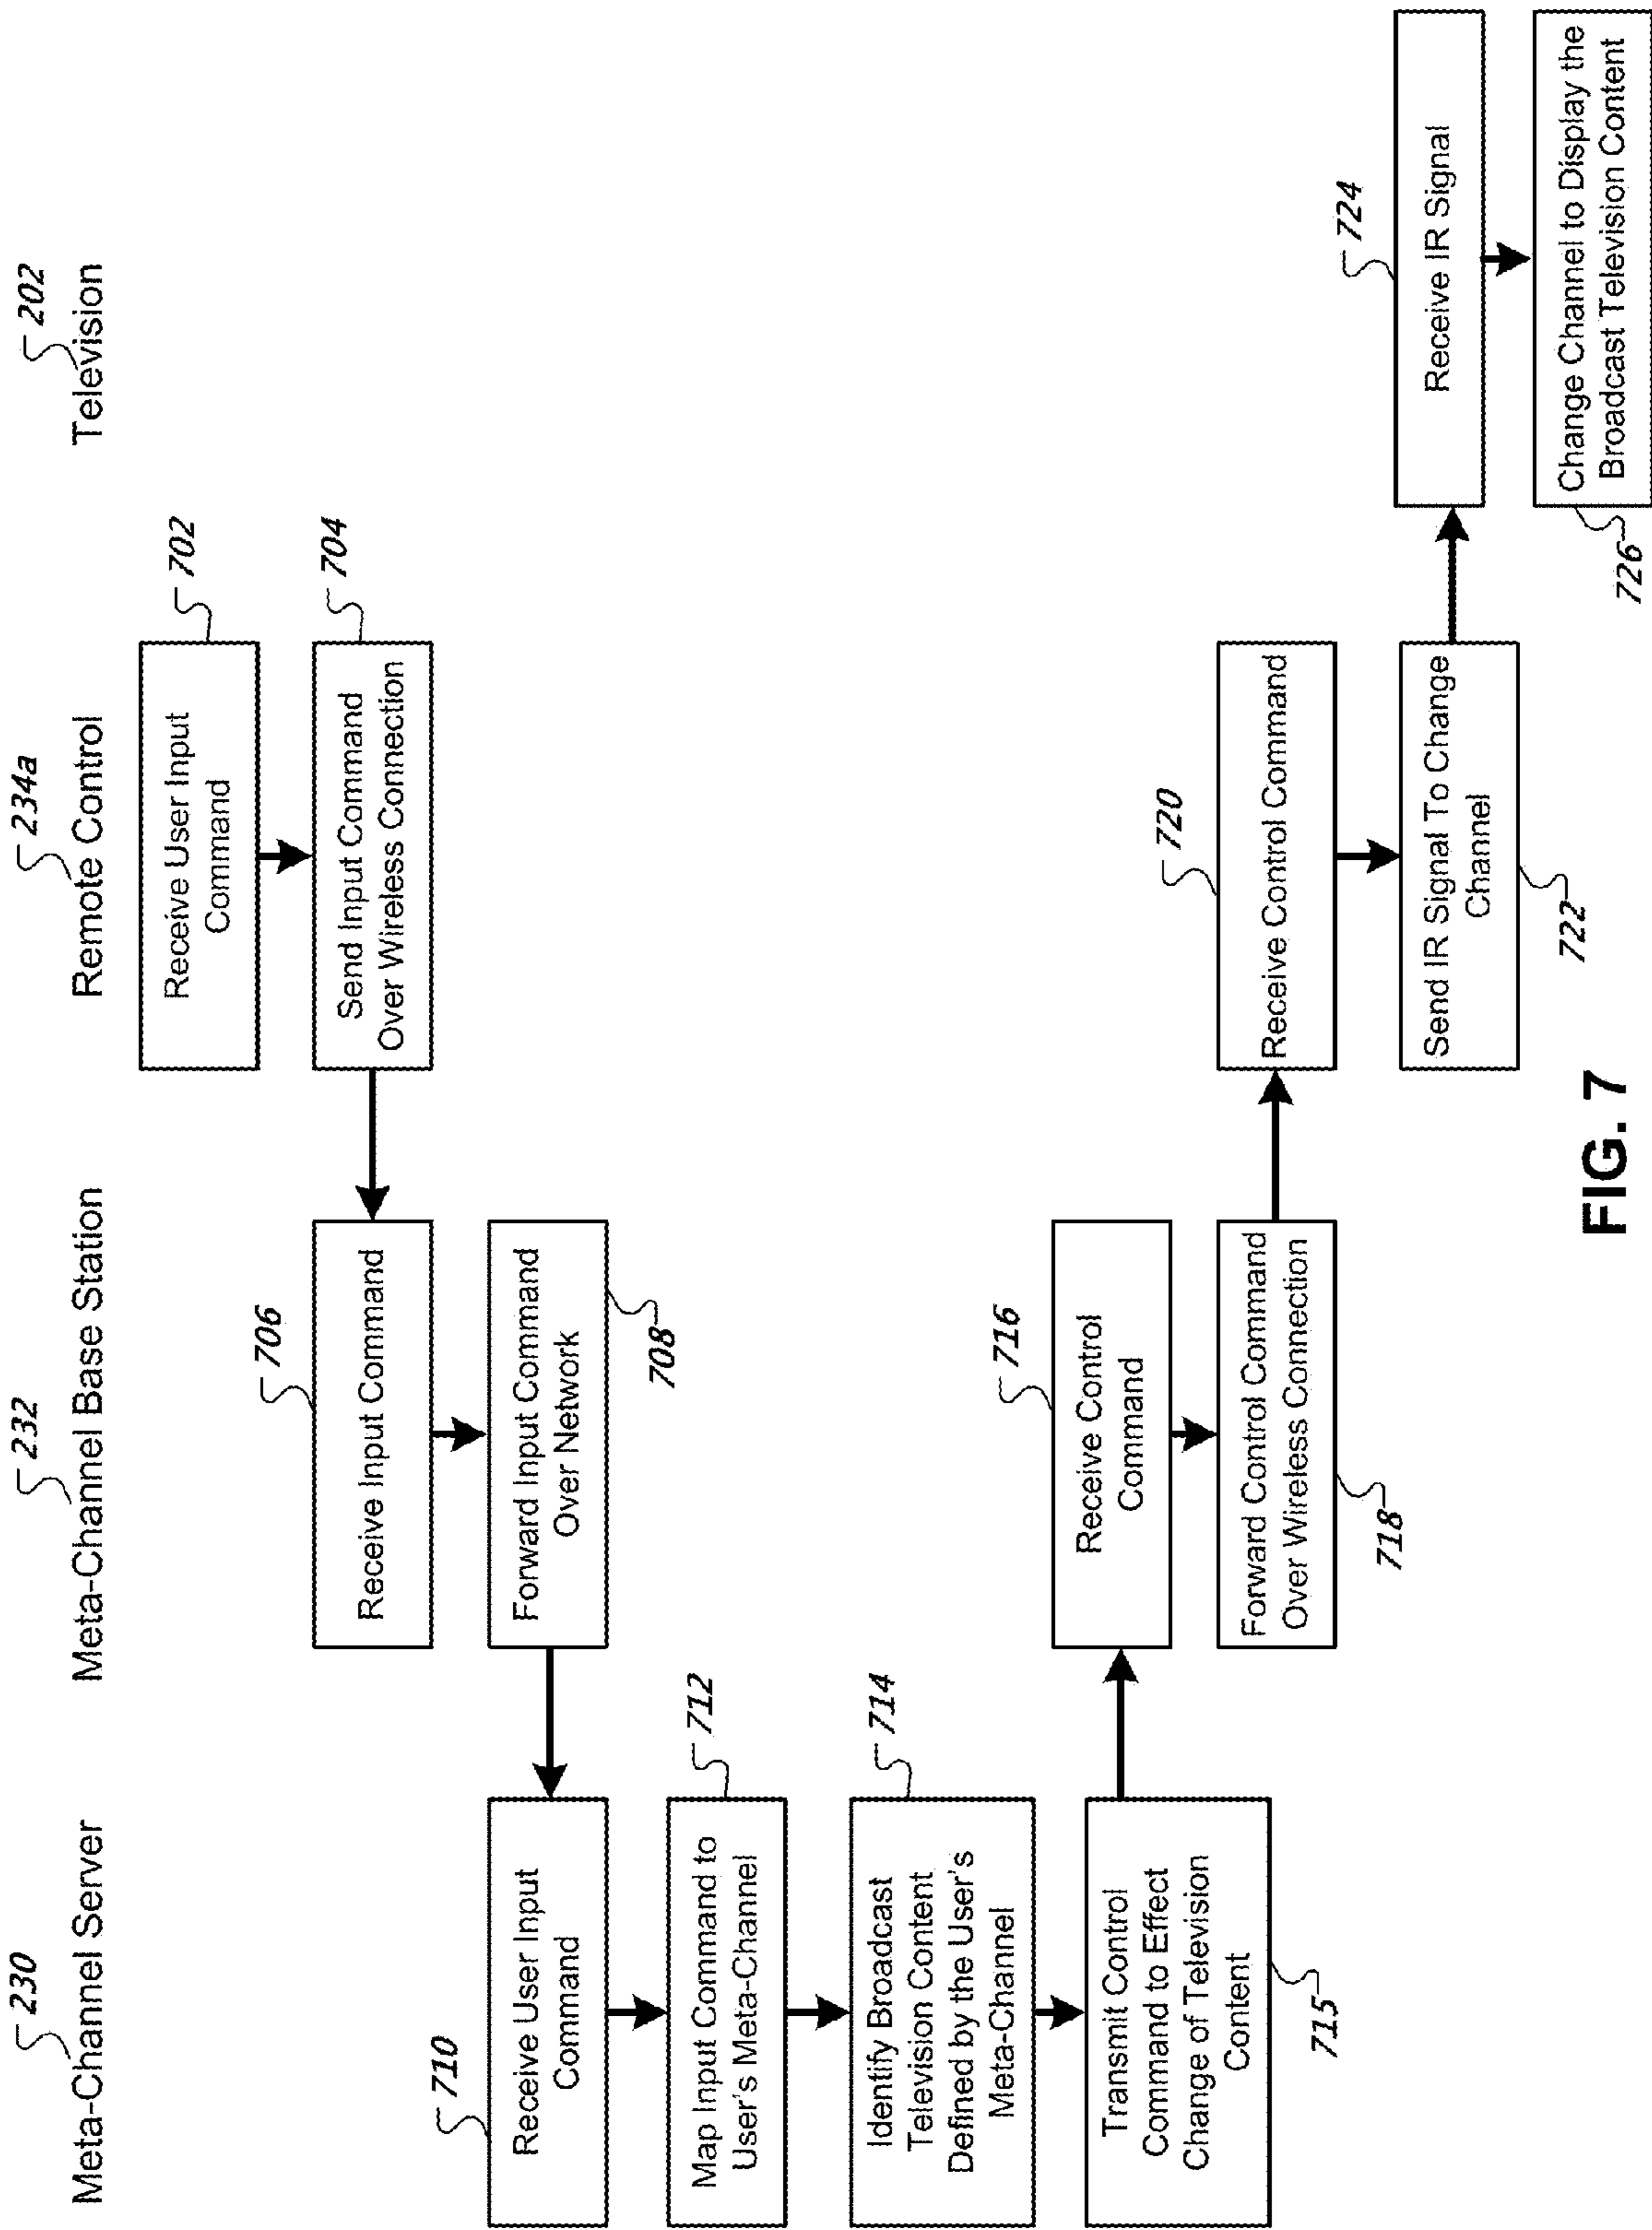 230
Meta-Channel Server
232
Meta-Channel Base Station
234a
Remote Control
202
Television
702
Receive User Input
Command
704
Send Input Command
Over Wireless Connection
706
Receive Input Command
Forward Input Command
Over Network
708
710
Receive User Input
Command
712
Map Input Command to
User's Meta-Channel
714
Identify Broadcast
Television Content
Defined by the User's
Meta-Channel
Transmit Control
Command to Effect
Change of Television
Content
715
716
Receive Control
Command
Forward Control Command
Over Wireless Connection
718
720
Receive Control Command
Send IR Signal To Change
Channel
722
724
Receive IR Signal
Change Channel to Display the
Broadcast Television Content
726
FIG. 7